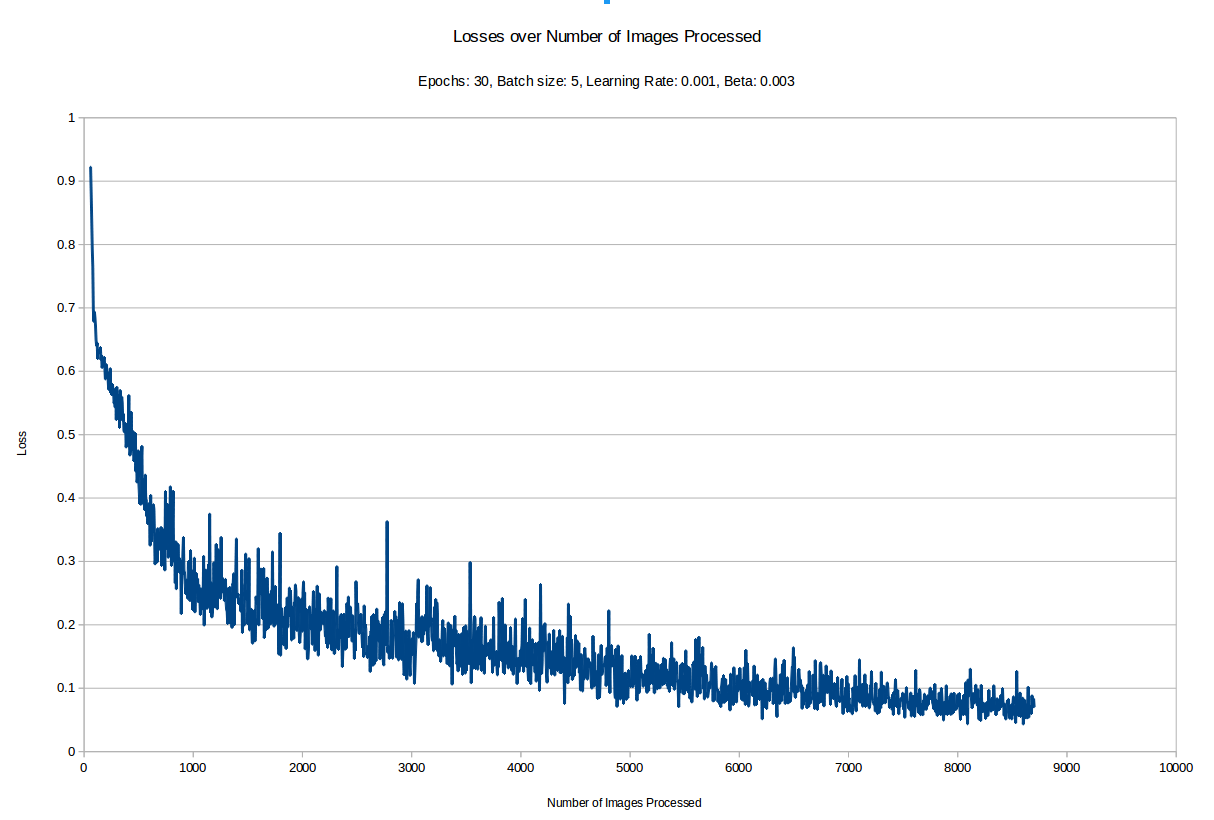 Losses over Number of Images Processed
Epochs: 30, Batch size: 5, Learning Rate: 0.001, Beta: 0.003
1
0.9
0.8
0.7
0.6
0.5
0.4
0.3
0.2
0.1
0
Loss
0 1000 2000 3000 4000 5000 6000 7000 8000 9000 10000
Number of Images Processed